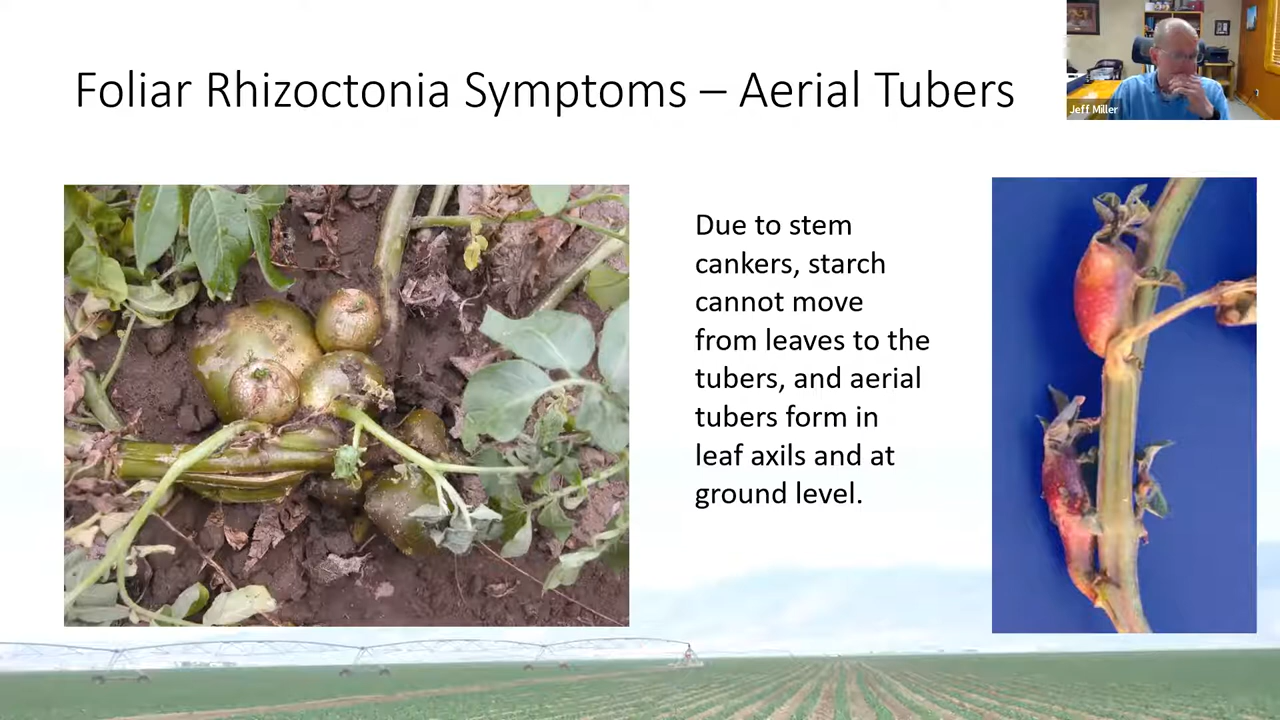 Foliar Rhizoctonia Symptoms – Aerial Tubers
Jeff Miller
Due to stem
cankers, starch
cannot move
from leaves to the
tubers, and aerial
tubers form in
leaf axils and at
ground level.